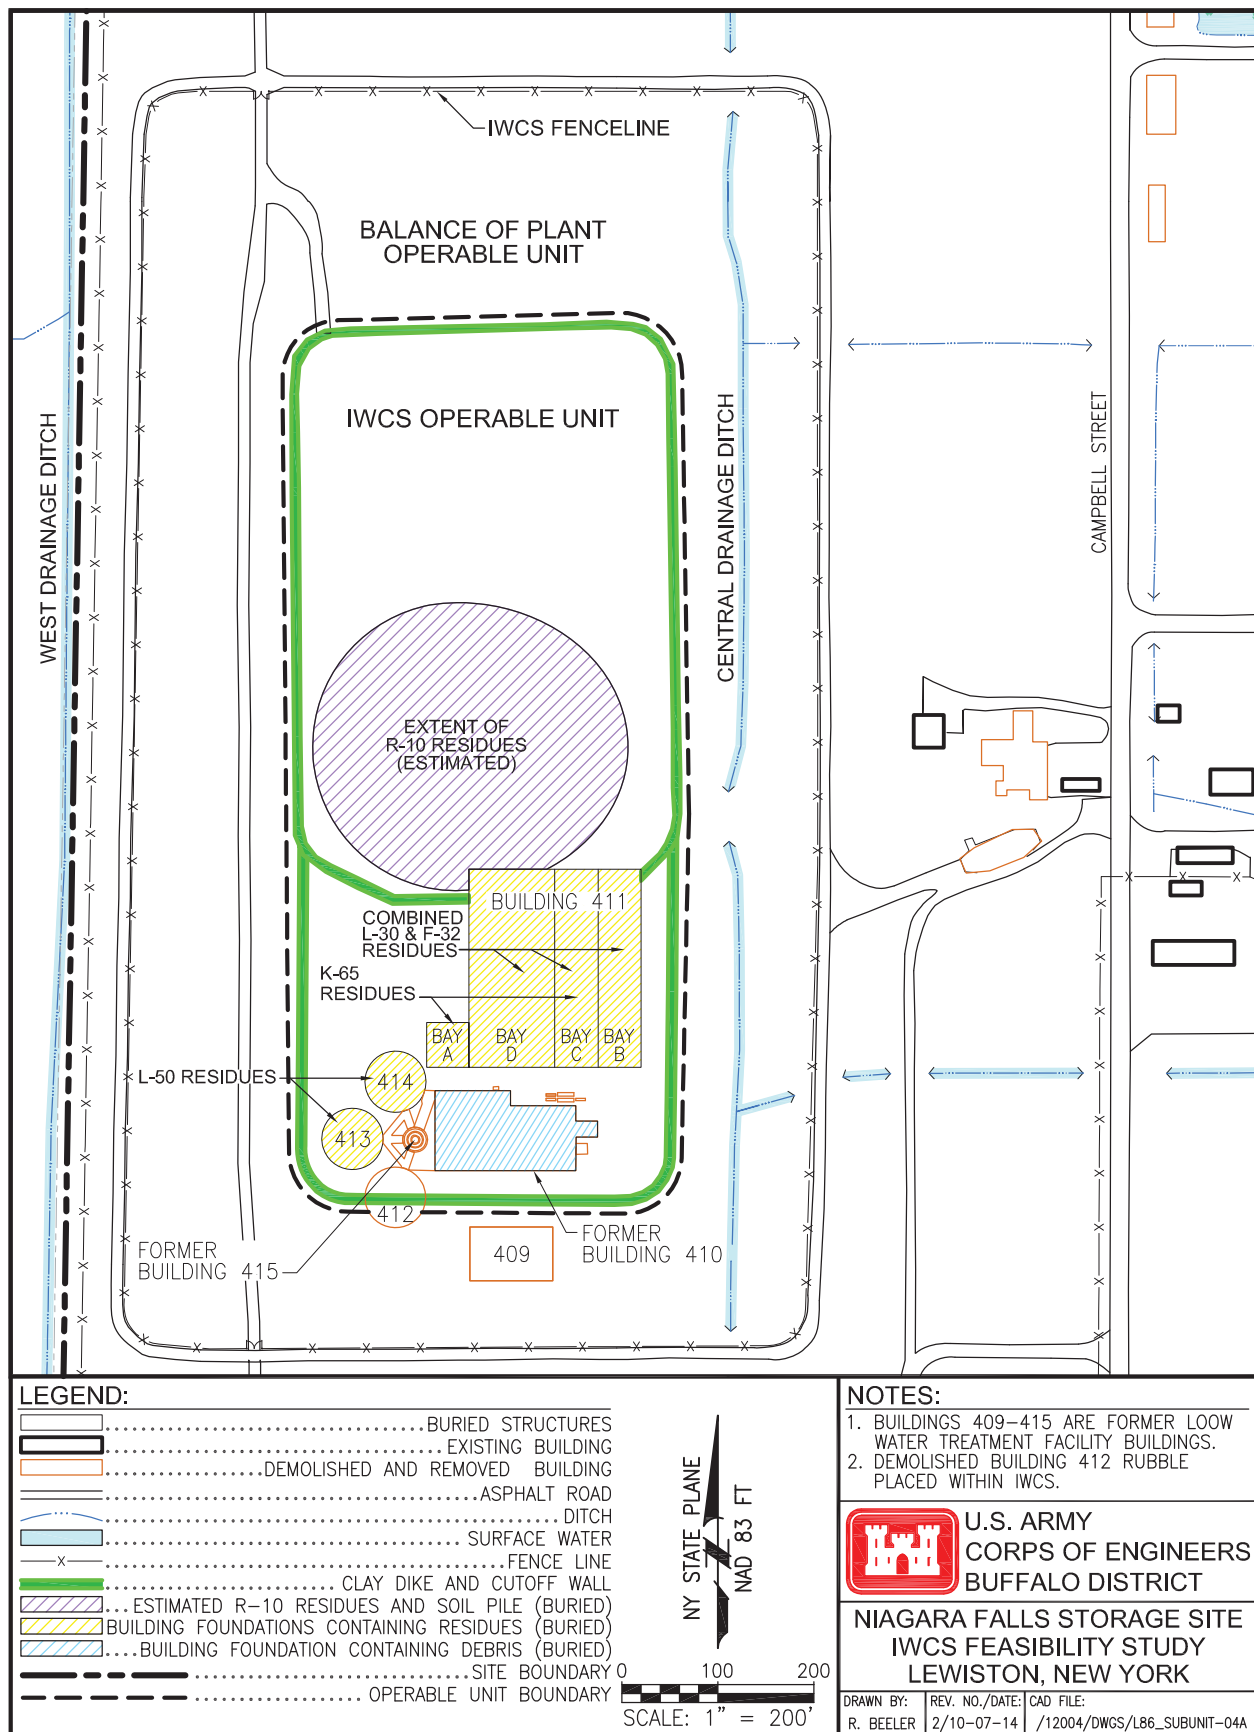 IWCS FENCELINE
BALANCE OF PLANT
OPERABLE UNIT
IWCS OPERABLE UNIT
WEST DRAINAGE DITCH
CENTRAL DRAINAGE DITCH
CAMPBELL STREET
EXTENT OF
R-10 RESIDUES
(ESTIMATED)
BUILDING 411
COMBINED
L-30 & F-32
RESIDUES
K-65
RESIDUES
BAY
A
BAY
D
BAY
C
BAY
B
L-50 RESIDUES
414
413
412
409
FORMER
BUILDING 415
FORMER
BUILDING 410
LEGEND:
BURIED STRUCTURES
EXISTING BUILDING
DEMOLISHED AND REMOVED BUILDING
ASPHALT ROAD
DITCH
SURFACE WATER
X FENCE LINE
CLAY DIKE AND CUTOFF WALL
ESTIMATED R-10 RESIDUES AND SOIL PILE (BURIED)
BUILDING FOUNDATIONS CONTAINING RESIDUES (BURIED)
BUILDING FOUNDATION CONTAINING DEBRIS (BURIED)
SITE BOUNDARY
OPERABLE UNIT BOUNDARY
NY STATE PLANE
NAD 83 FT
0 100 200
SCALE: 1" = 200'
NOTES:
1. BUILDINGS 409-415 ARE FORMER LOOW
WATER TREATMENT FACILITY BUILDINGS.
2. DEMOLISHED BUILDING 412 RUBBLE
PLACED WITHIN IWCS.
U.S. ARMY
CORPS OF ENGINEERS
BUFFALO DISTRICT
NIAGARA FALLS STORAGE SITE
IWCS FEASIBILITY STUDY
LEWISTON, NEW YORK
DRAWN BY: REV. NO./DATE: CAD FILE:
R. BEELER 2/10-07-14 /12004/DWGS/L86_SUBUNIT-04A